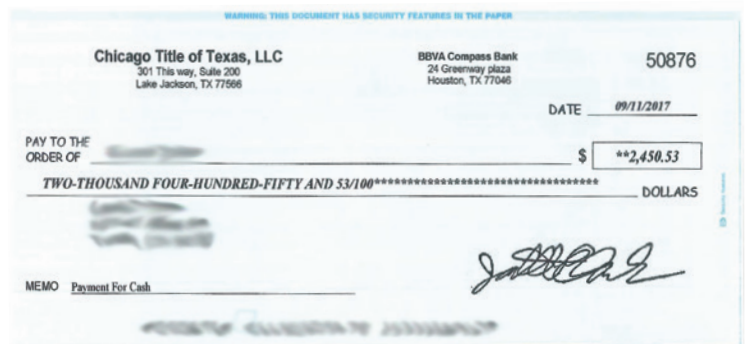 WARNING: THIS DOCUMENT HAS SECURITY FEATURES IN THE PAPER
Chicago Title of Texas, LLC
301 This way, Suite 200
Lake Jackson, TX 77566
BBVA Compass Bank
24 Greenway plaza
Houston, TX 77046
50876
DATE 09/11/2017
PAY TO THE
ORDER OF
$ **2,450.53
TWO-THOUSAND FOUR-HUNDRED-FIFTY AND 53/100**********************************
DOLLARS
MEMO Payment For Cash